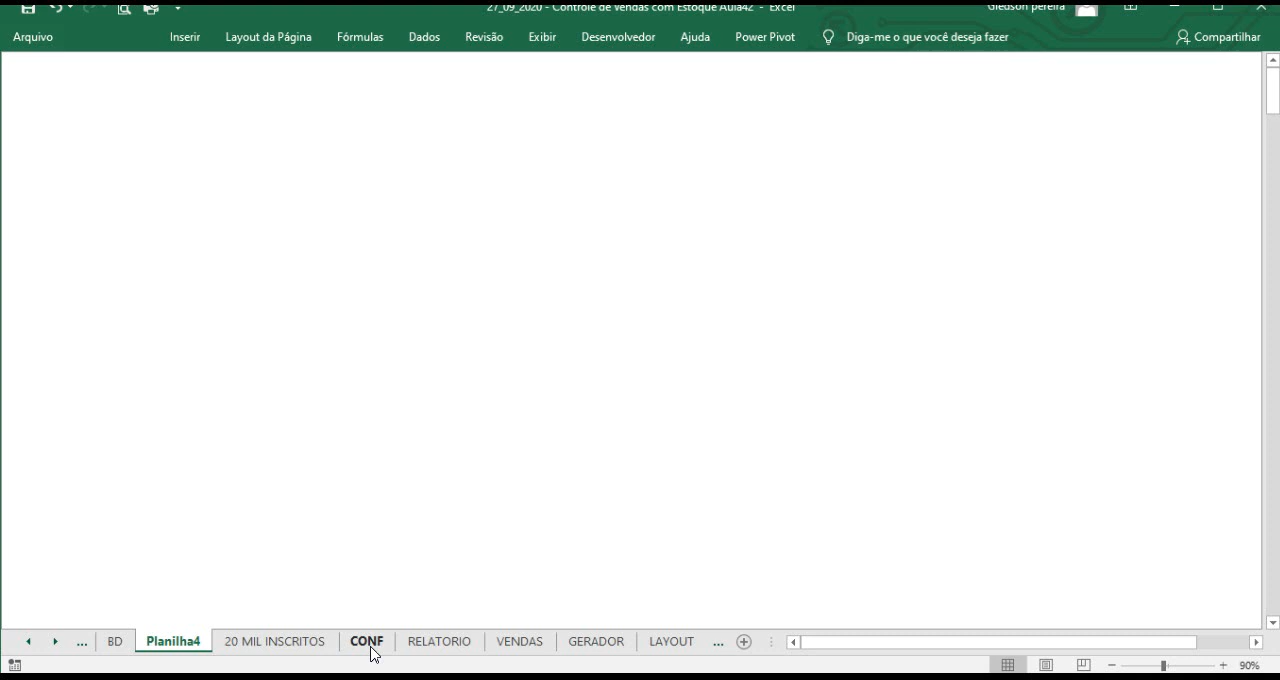 27_09_2020 - Controle de Vendas com Estoque Aula42 - Excel
Gledson pereira
Arquivo Inserir Layout da Página Fórmulas Dados Revisão Exibir Desenvolvedor Ajuda Power Pivot Diga-me o que você deseja fazer Compartilhar
... BD Planilha4 20 MIL INSCRITOS CONF RELATORIO VENDAS GERADOR LAYOUT ...
90%